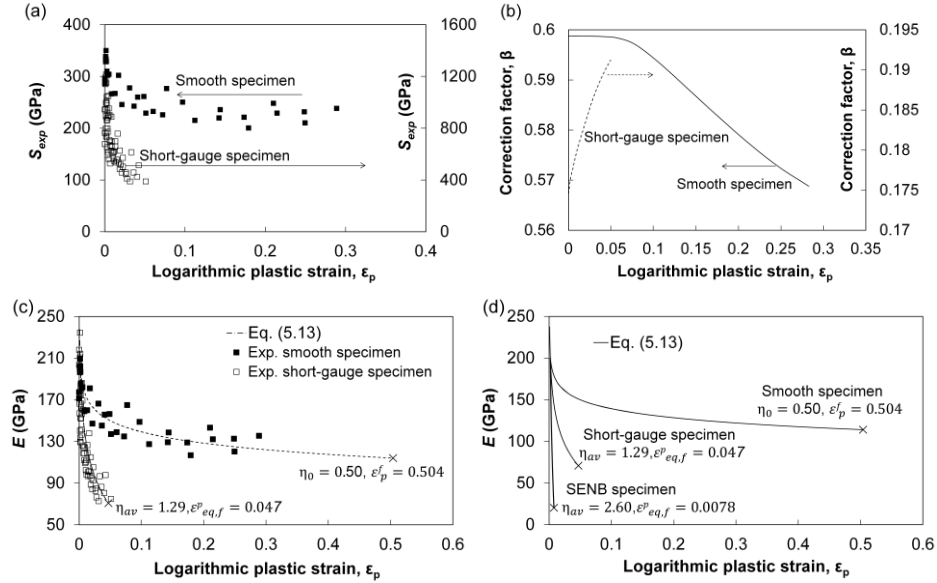 (a)
400
300
200
100
0
S_exp (GPa)
1600
1200
800
400
0
S_exp (GPa)
Smooth specimen
Short-gauge specimen
0 0.1 0.2 0.3 0.4
Logarithmic plastic strain, ε_p
(b)
0.6
0.59
0.58
0.57
0.56
Correction factor, β
0.195
0.19
0.185
0.18
0.175
0.17
Correction factor, β
Short-gauge specimen
Smooth specimen
0 0.05 0.1 0.15 0.2 0.25 0.3 0.35
Logarithmic plastic strain, ε_p
(c)
250
210
170
130
90
50
E (GPa)
Eq. (5.13)
Exp. smooth specimen
Exp. short-gauge specimen
η₀ = 0.50, ε_p^f = 0.504
η_av = 1.29, ε^p_eq,f = 0.047
0 0.1 0.2 0.3 0.4 0.5 0.6
Logarithmic plastic strain, ε_p
(d)
250
200
150
100
50
0
E (GPa)
Eq. (5.13)
Smooth specimen
η₀ = 0.50, ε_p^f = 0.504
Short-gauge specimen
η_av = 1.29, ε^p_eq,f = 0.047
SENB specimen
η_av = 2.60, ε^p_eq,f = 0.0078
0 0.1 0.2 0.3 0.4 0.5 0.6
Logarithmic plastic strain, ε_p